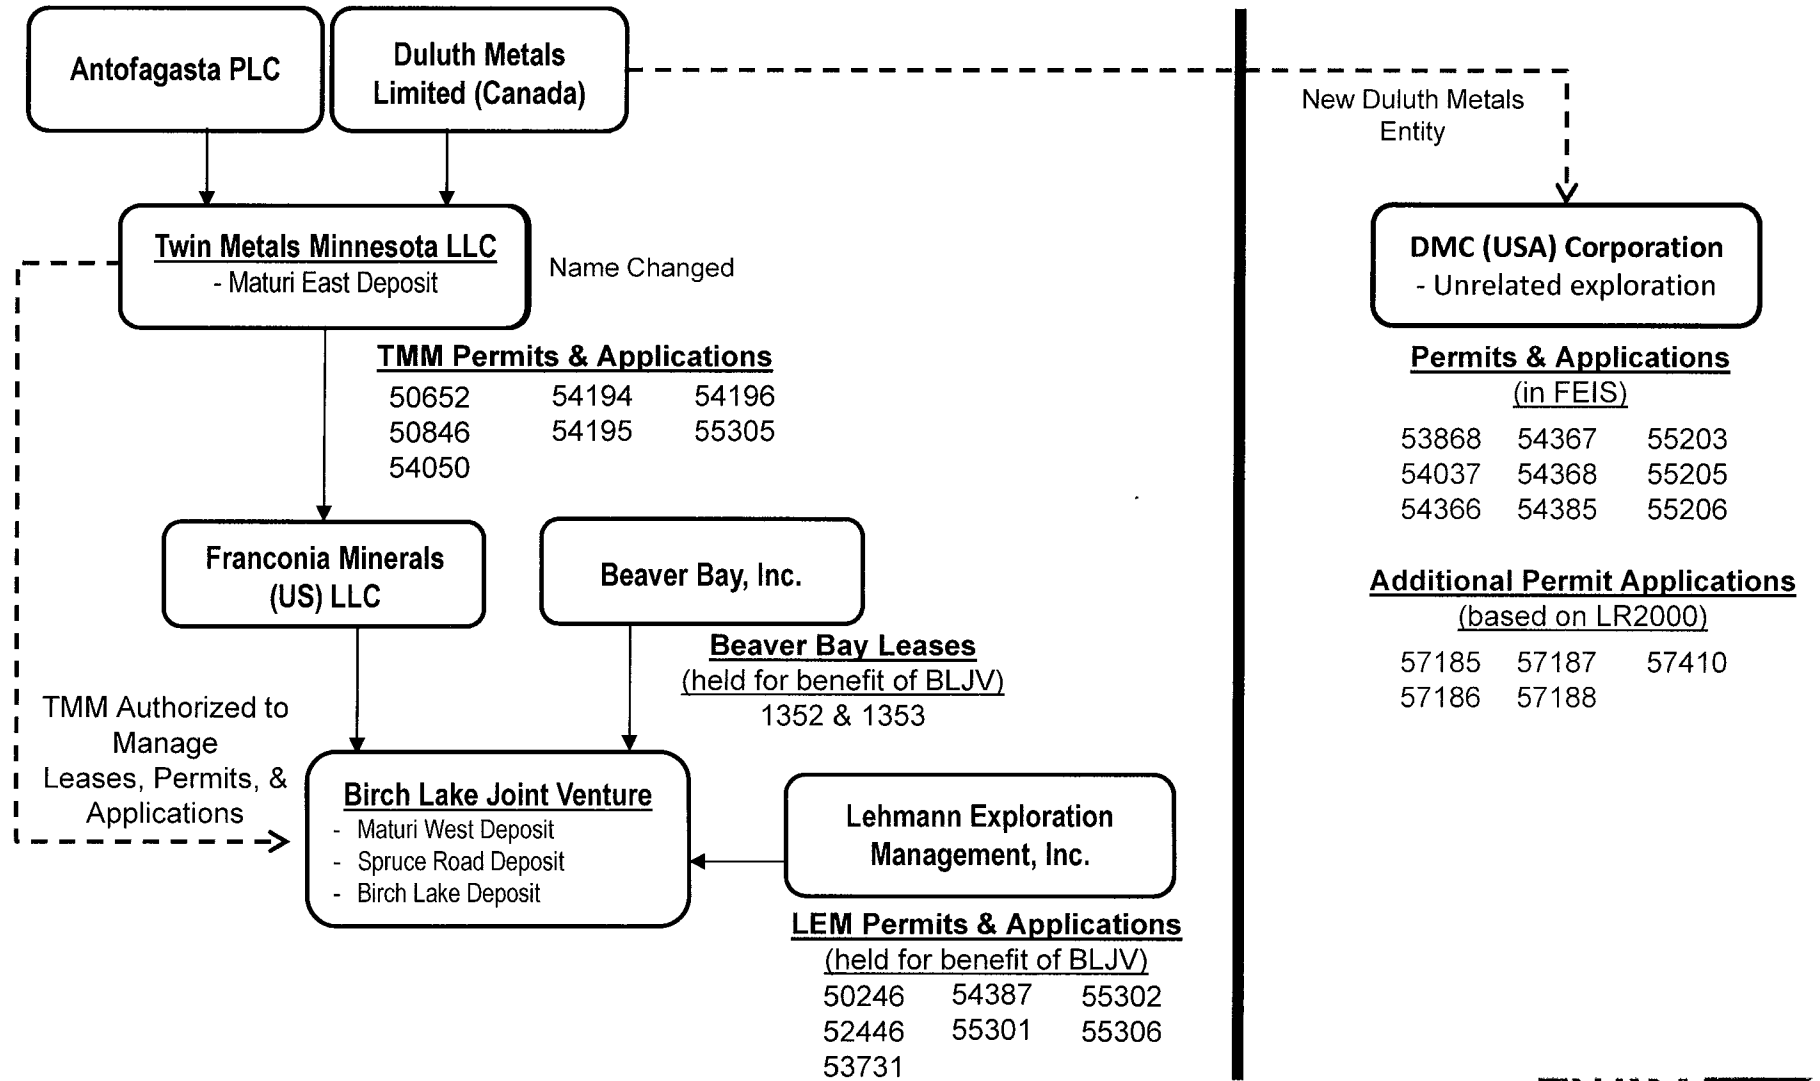 Antofagasta PLC
Duluth Metals
Limited (Canada)
New Duluth Metals
Entity
Twin Metals Minnesota LLC
- Maturi East Deposit
Name Changed
DMC (USA) Corporation
- Unrelated exploration
TMM Permits & Applications
50652 54194 54196
50846 54195 55305
54050
Permits & Applications
(in FEIS)
53868 54367 55203
54037 54368 55205
54366 54385 55206
Franconia Minerals
(US) LLC
Beaver Bay, Inc.
Additional Permit Applications
(based on LR2000)
57185 57187 57410
57186 57188
Beaver Bay Leases
(held for benefit of BLJV)
1352 & 1353
TMM Authorized to
Manage
Leases, Permits, &
Applications
Birch Lake Joint Venture
- Maturi West Deposit
- Spruce Road Deposit
- Birch Lake Deposit
Lehmann Exploration
Management, Inc.
LEM Permits & Applications
(held for benefit of BLJV)
50246 54387 55302
52446 55301 55306
53731